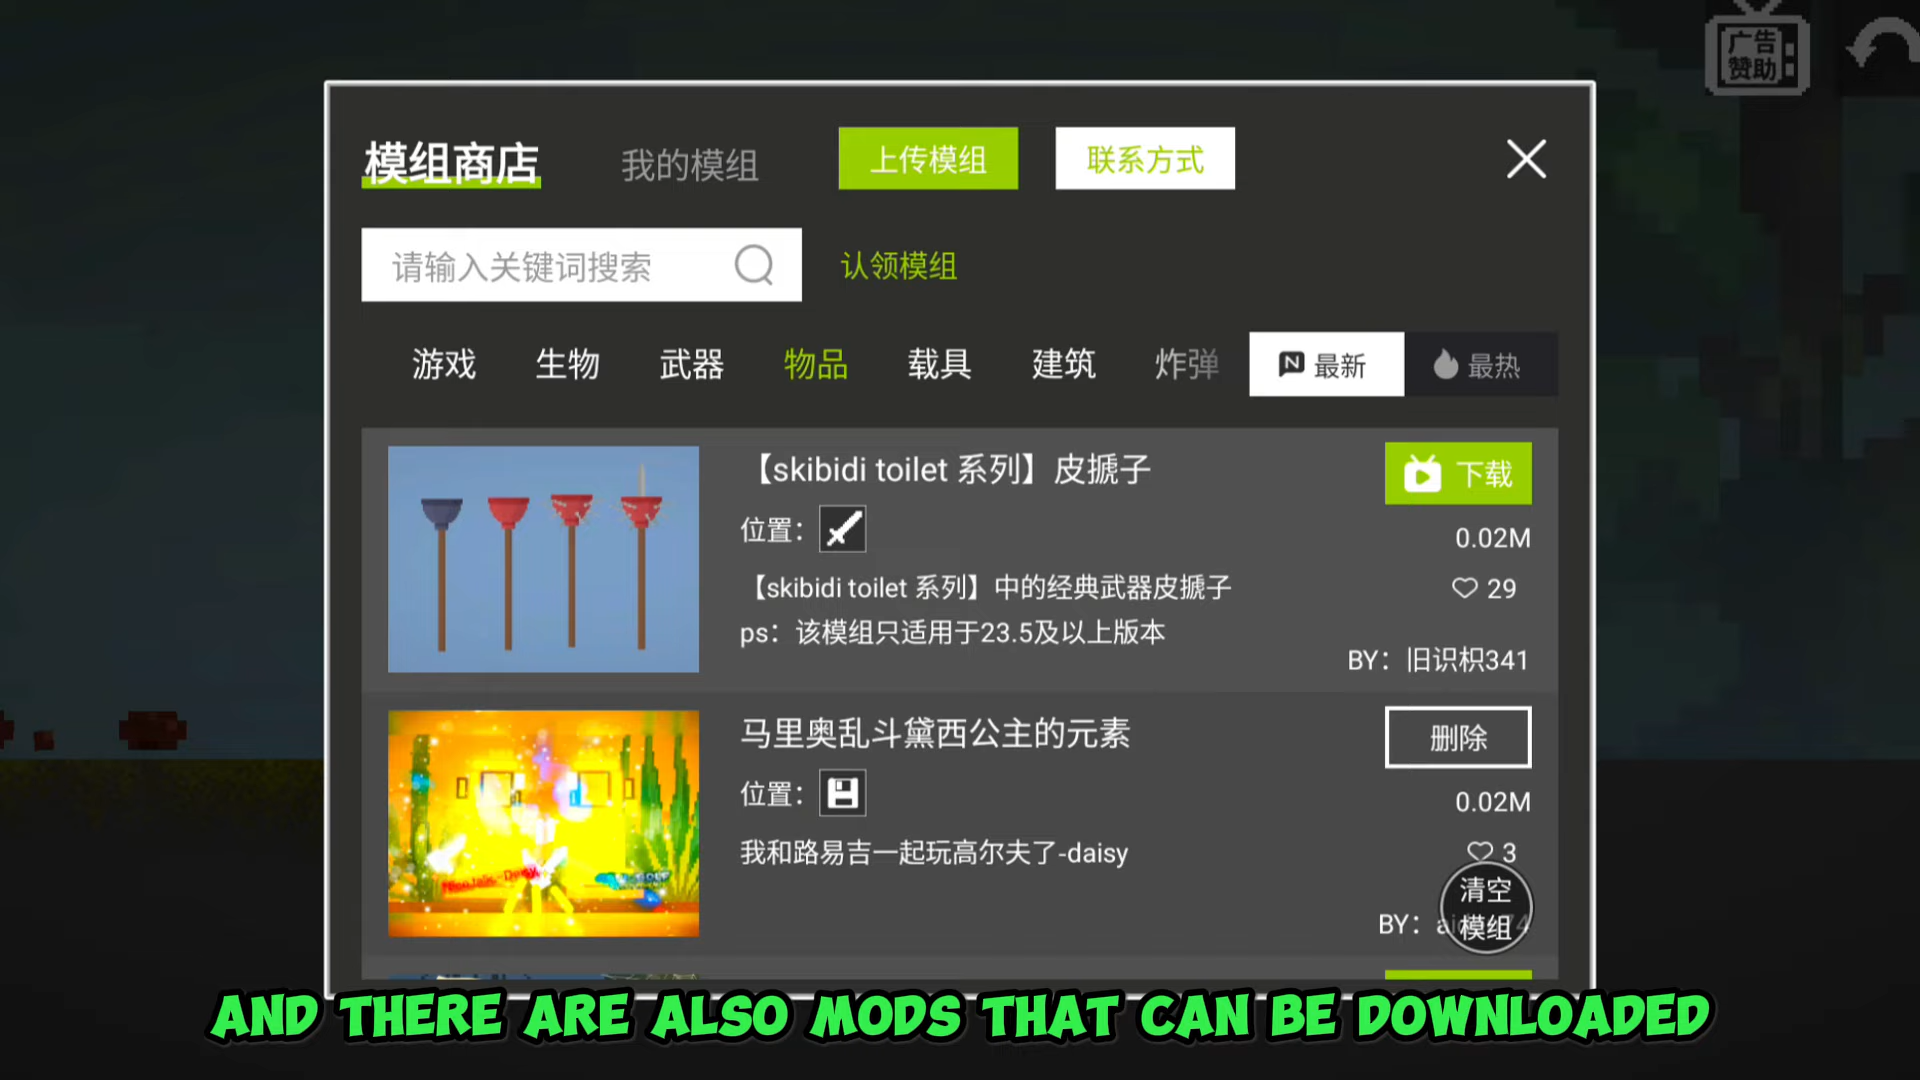 广告
赞助
模组商店 我的模组 上传模组 联系方式
请输入关键词搜索 认领模组
游戏 生物 武器 物品 载具 建筑 炸弹 最新 最热
【skibidi toilet 系列】皮搋子 下载
位置：
0.02M
【skibidi toilet 系列】中的经典武器皮搋子
29
ps：该模组只适用于23.5及以上版本
BY：旧识枳341
马里奥乱斗黛西公主的元素 删除
位置：
0.02M
我和路易吉一起玩高尔夫了-daisy
3
清空
模组
BY：
AND THERE ARE ALSO MODS THAT CAN BE DOWNLOADED